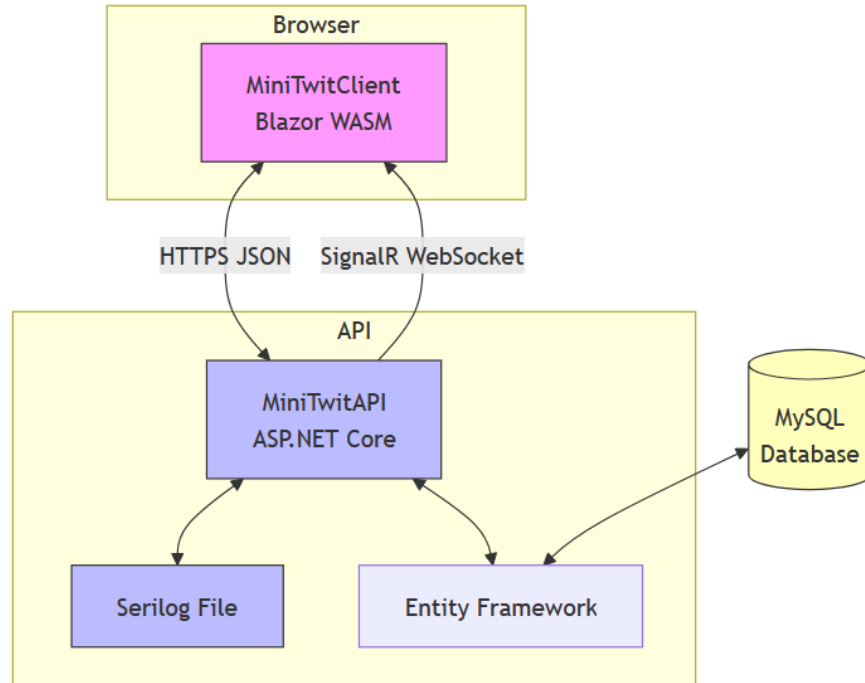 Browser
MiniTwitClient
Blazor WASM
HTTPS JSON
SignalR WebSocket
API
MiniTwitAPI
ASP.NET Core
MySQL
Database
Serilog File
Entity Framework